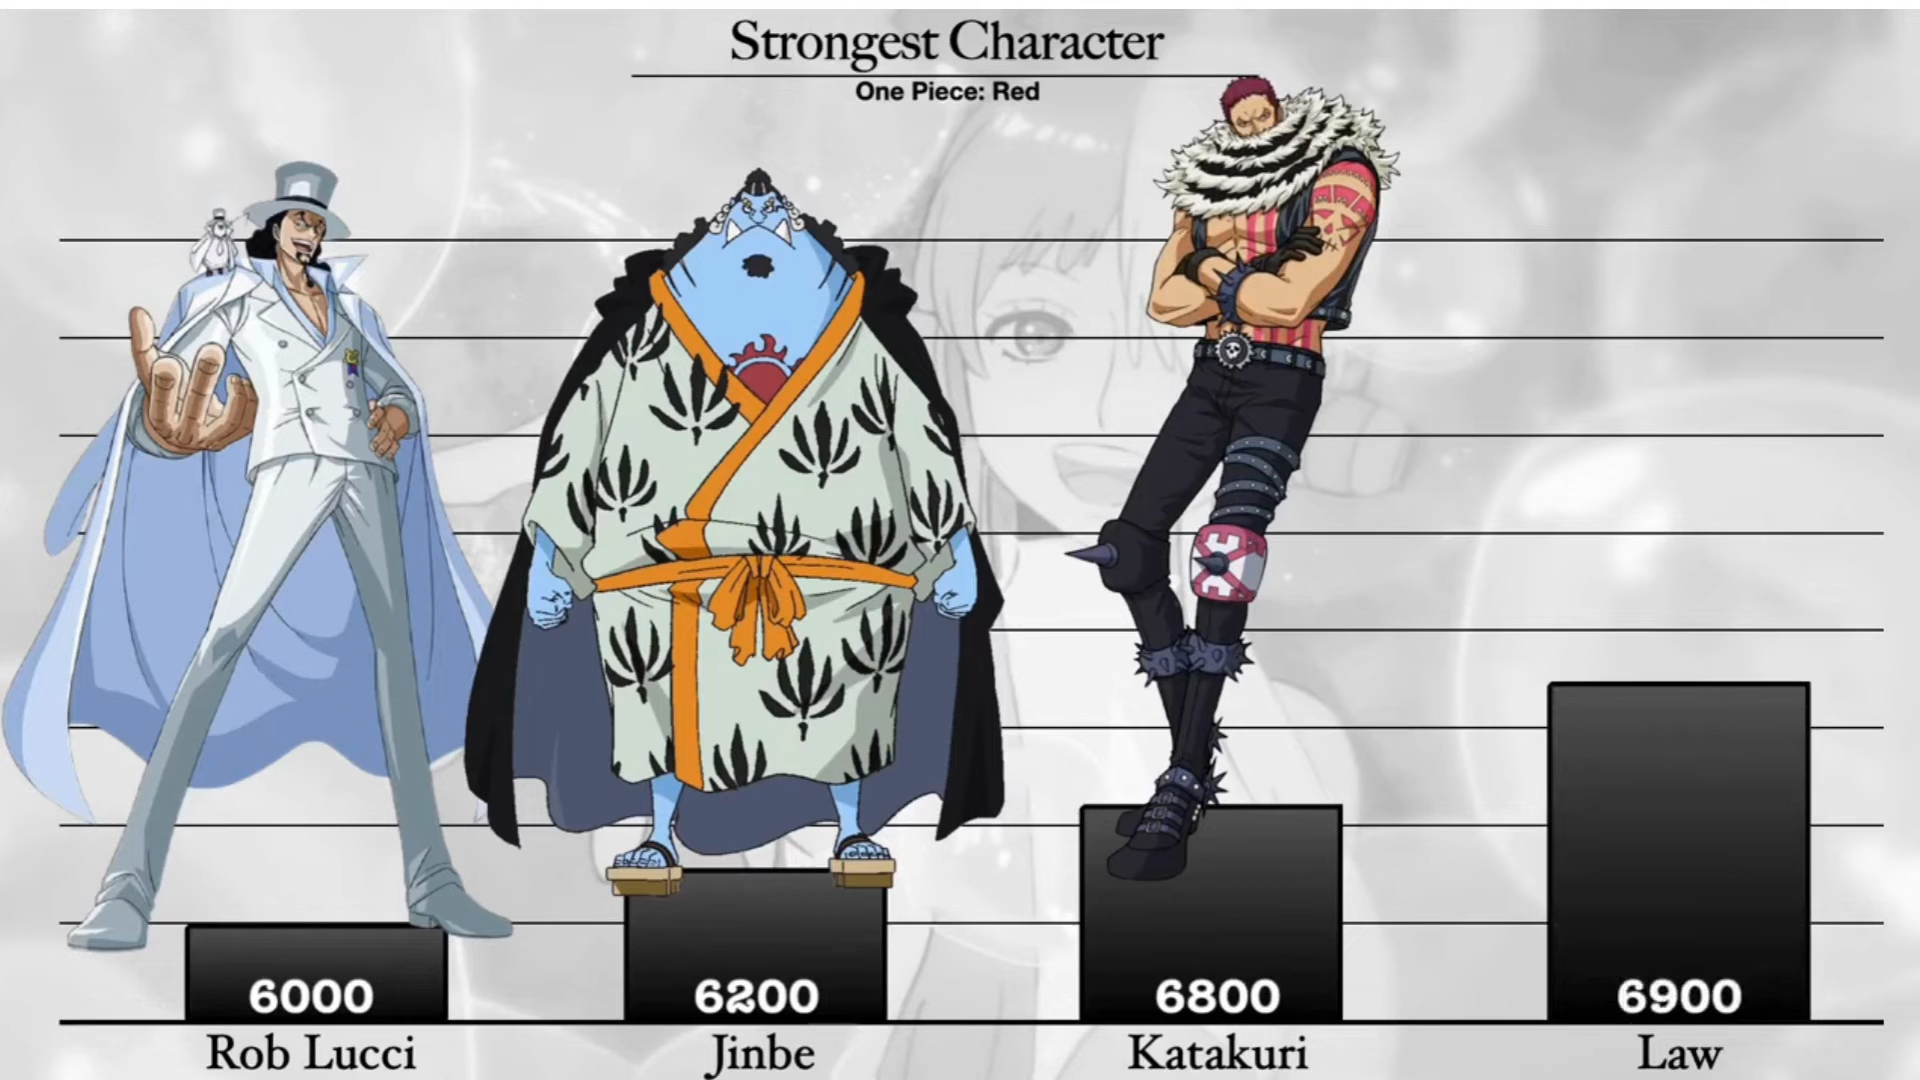 Strongest Character
One Piece: Red
6000
6200
6800
6900
Rob Lucci
Jinbe
Katakuri
Law